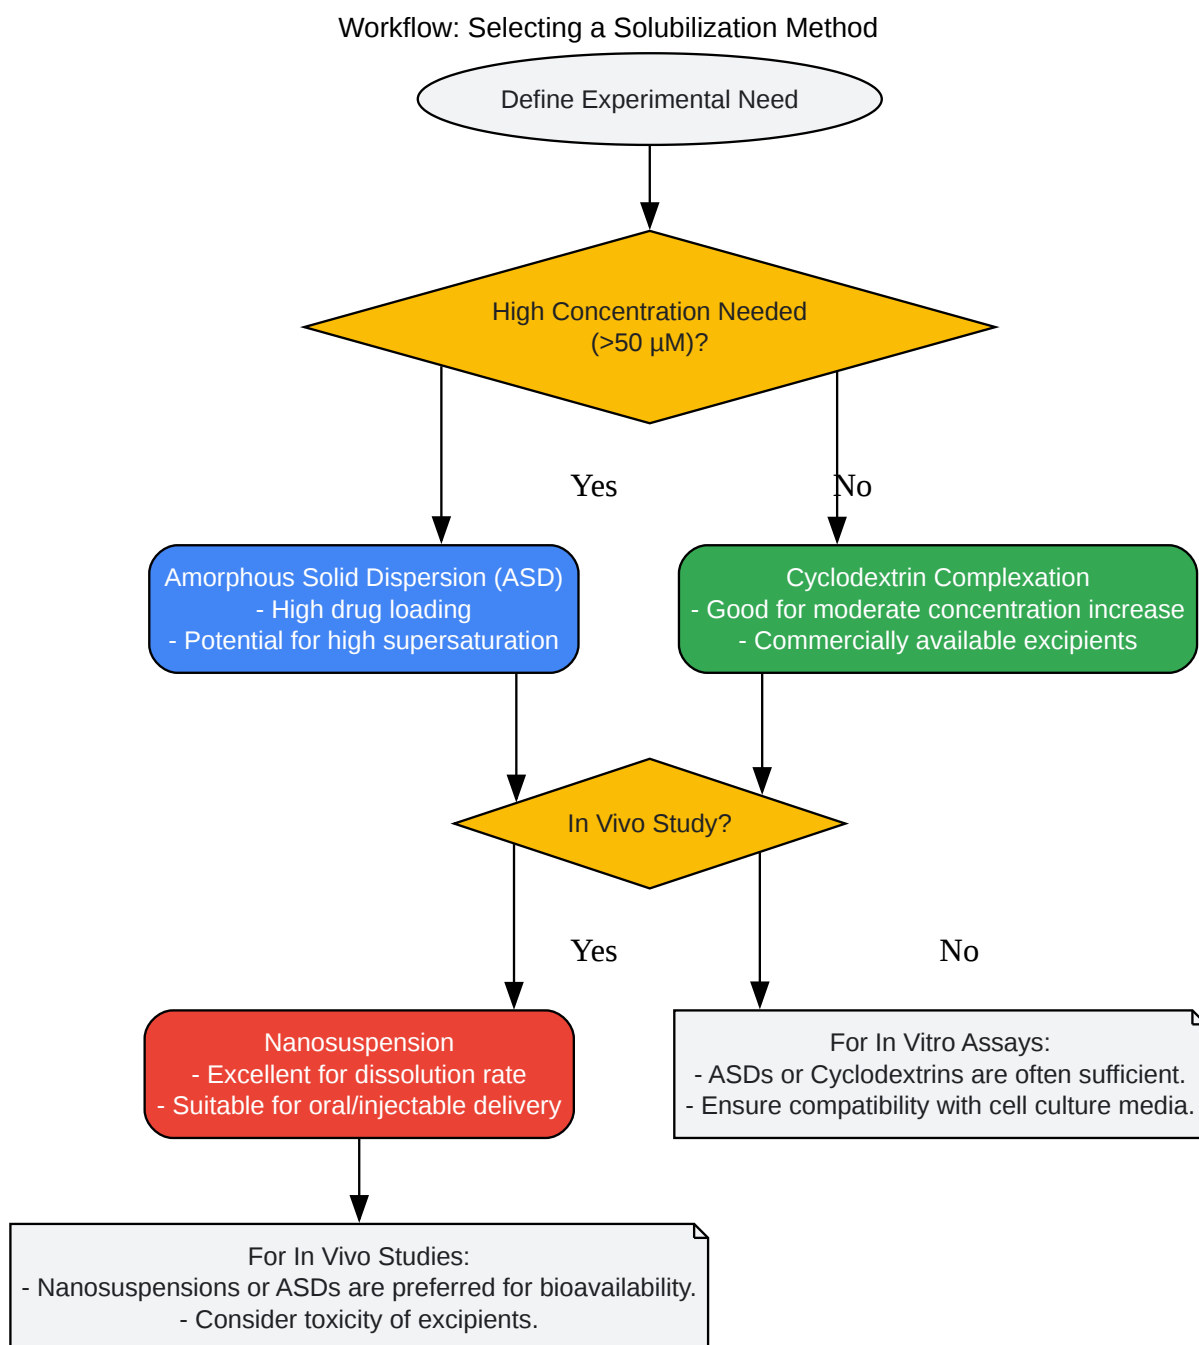 Workflow: Selecting a Solubilization Method
Define Experimental Need
High Concentration Needed
(>50 µM)?
Yes
No
Amorphous Solid Dispersion (ASD)
- High drug loading
- Potential for high supersaturation
Cyclodextrin Complexation
- Good for moderate concentration increase
- Commercially available excipients
In Vivo Study?
Yes
No
Nanosuspension
- Excellent for dissolution rate
- Suitable for oral/injectable delivery
For In Vitro Assays:
- ASDs or Cyclodextrins are often sufficient.
- Ensure compatibility with cell culture media.
For In Vivo Studies:
- Nanosuspensions or ASDs are preferred for bioavailability.
- Consider toxicity of excipients.